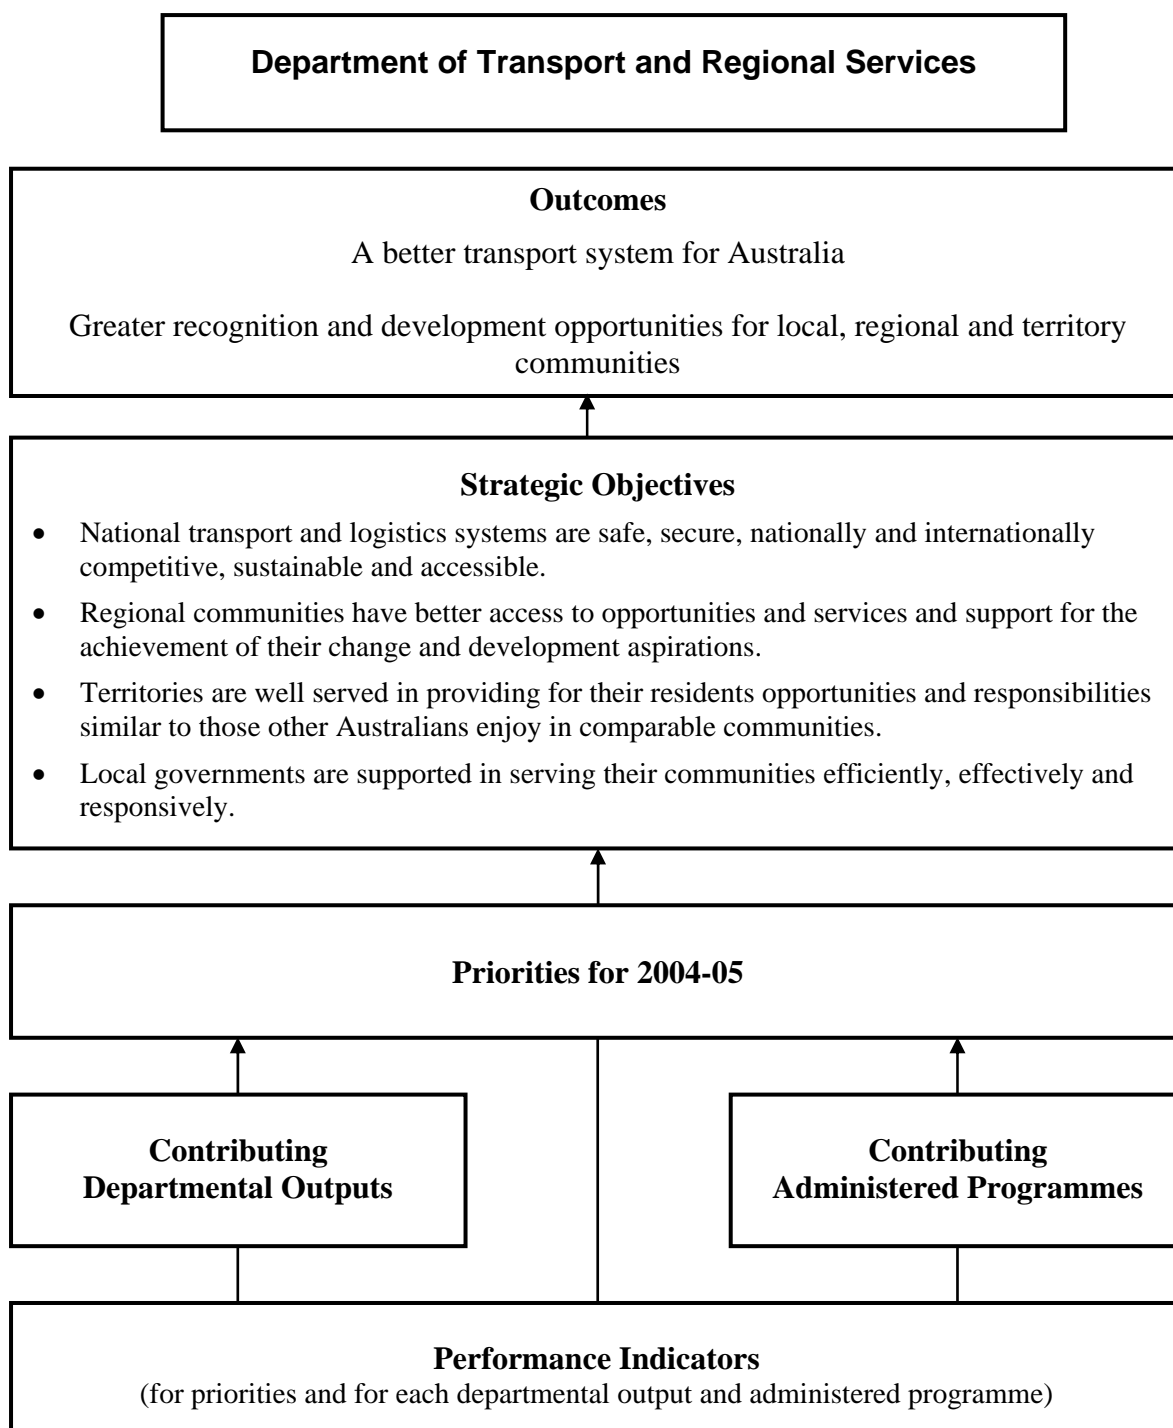 Department of Transport and Regional Services
Outcomes
A better transport system for Australia
Greater recognition and development opportunities for local, regional and territory
communities
Strategic Objectives
• National transport and logistics systems are safe, secure, nationally and internationally
competitive, sustainable and accessible.
• Regional communities have better access to opportunities and services and support for the
achievement of their change and development aspirations.
• Territories are well served in providing for their residents opportunities and responsibilities
similar to those other Australians enjoy in comparable communities.
• Local governments are supported in serving their communities efficiently, effectively and
responsively.
Priorities for 2004-05
Contributing
Departmental Outputs
Contributing
Administered Programmes
Performance Indicators
(for priorities and for each departmental output and administered programme)